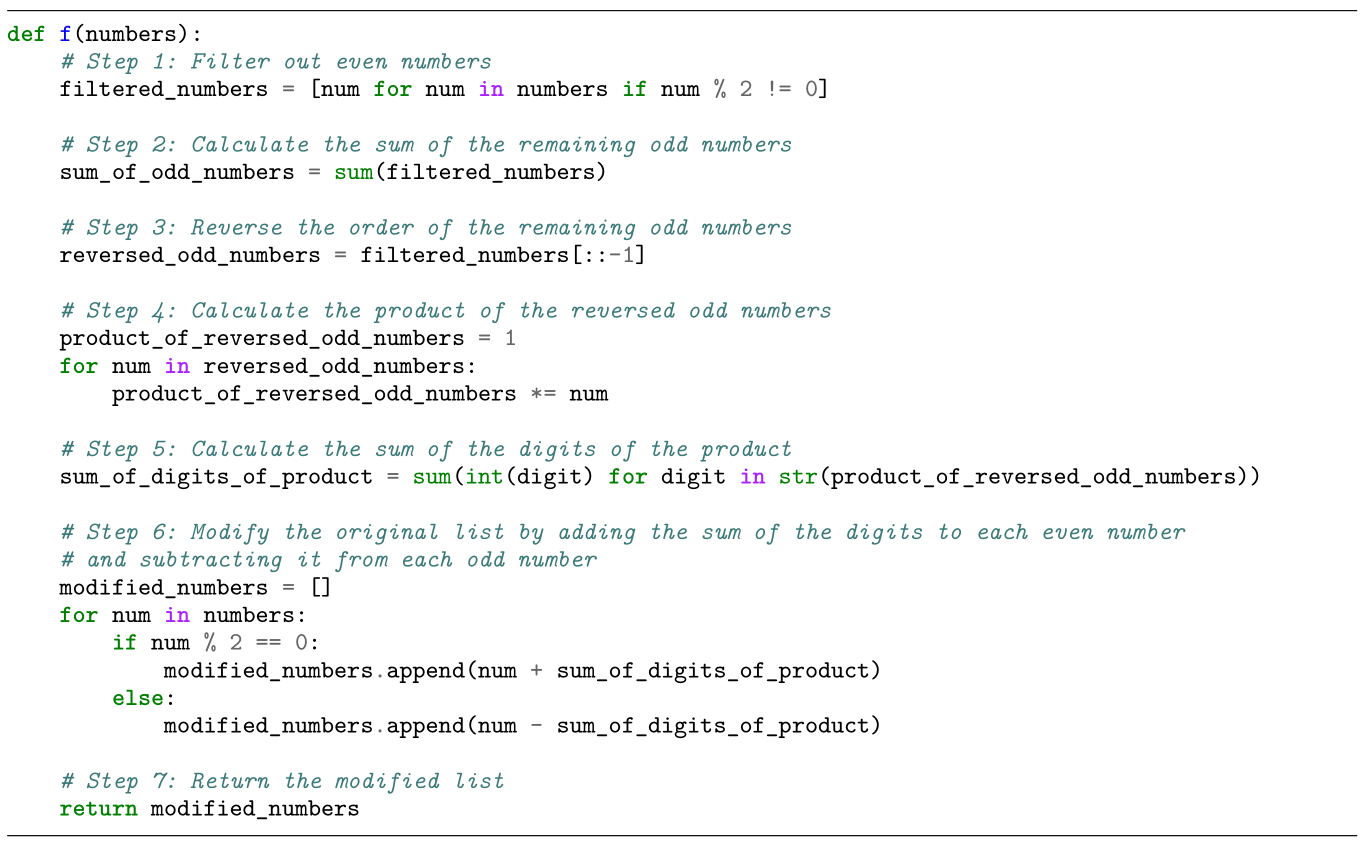 def f(numbers):
    # Step 1: Filter out even numbers
    filtered_numbers = [num for num in numbers if num % 2 != 0]

    # Step 2: Calculate the sum of the remaining odd numbers
    sum_of_odd_numbers = sum(filtered_numbers)

    # Step 3: Reverse the order of the remaining odd numbers
    reversed_odd_numbers = filtered_numbers[::-1]

    # Step 4: Calculate the product of the reversed odd numbers
    product_of_reversed_odd_numbers = 1
    for num in reversed_odd_numbers:
        product_of_reversed_odd_numbers *= num

    # Step 5: Calculate the sum of the digits of the product
    sum_of_digits_of_product = sum(int(digit) for digit in str(product_of_reversed_odd_numbers))

    # Step 6: Modify the original list by adding the sum of the digits to each even number
    # and subtracting it from each odd number
    modified_numbers = []
    for num in numbers:
        if num % 2 == 0:
            modified_numbers.append(num + sum_of_digits_of_product)
        else:
            modified_numbers.append(num - sum_of_digits_of_product)

    # Step 7: Return the modified list
    return modified_numbers